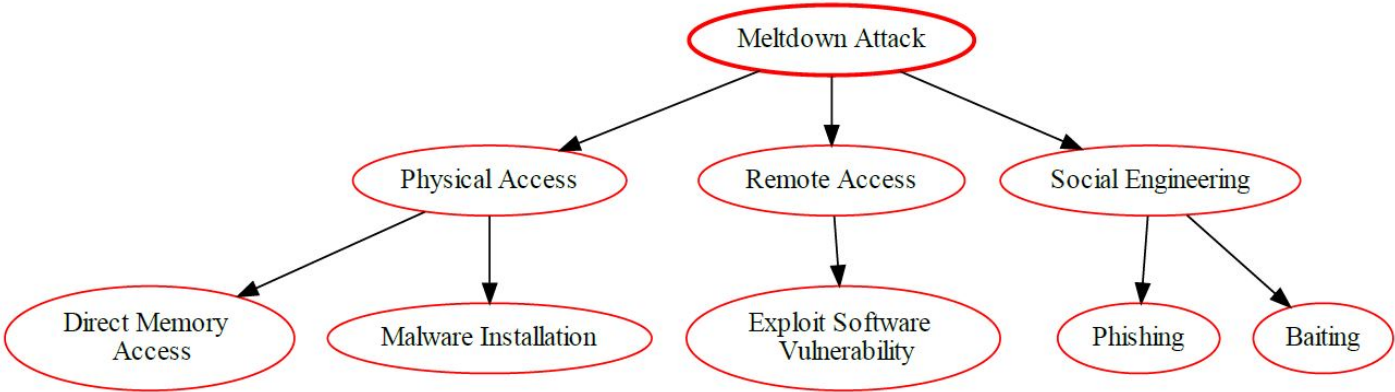 Meltdown Attack
Physical Access
Remote Access
Social Engineering
Direct Memory
Access
Malware Installation
Exploit Software
Vulnerability
Phishing
Baiting